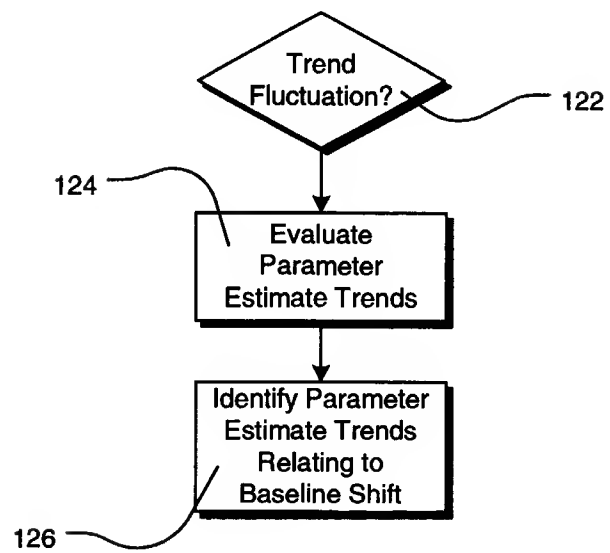 Trend
Fluctuation?
122
124
Evaluate
Parameter
Estimate Trends
Identify Parameter
Estimate Trends
Relating to
Baseline Shift
126